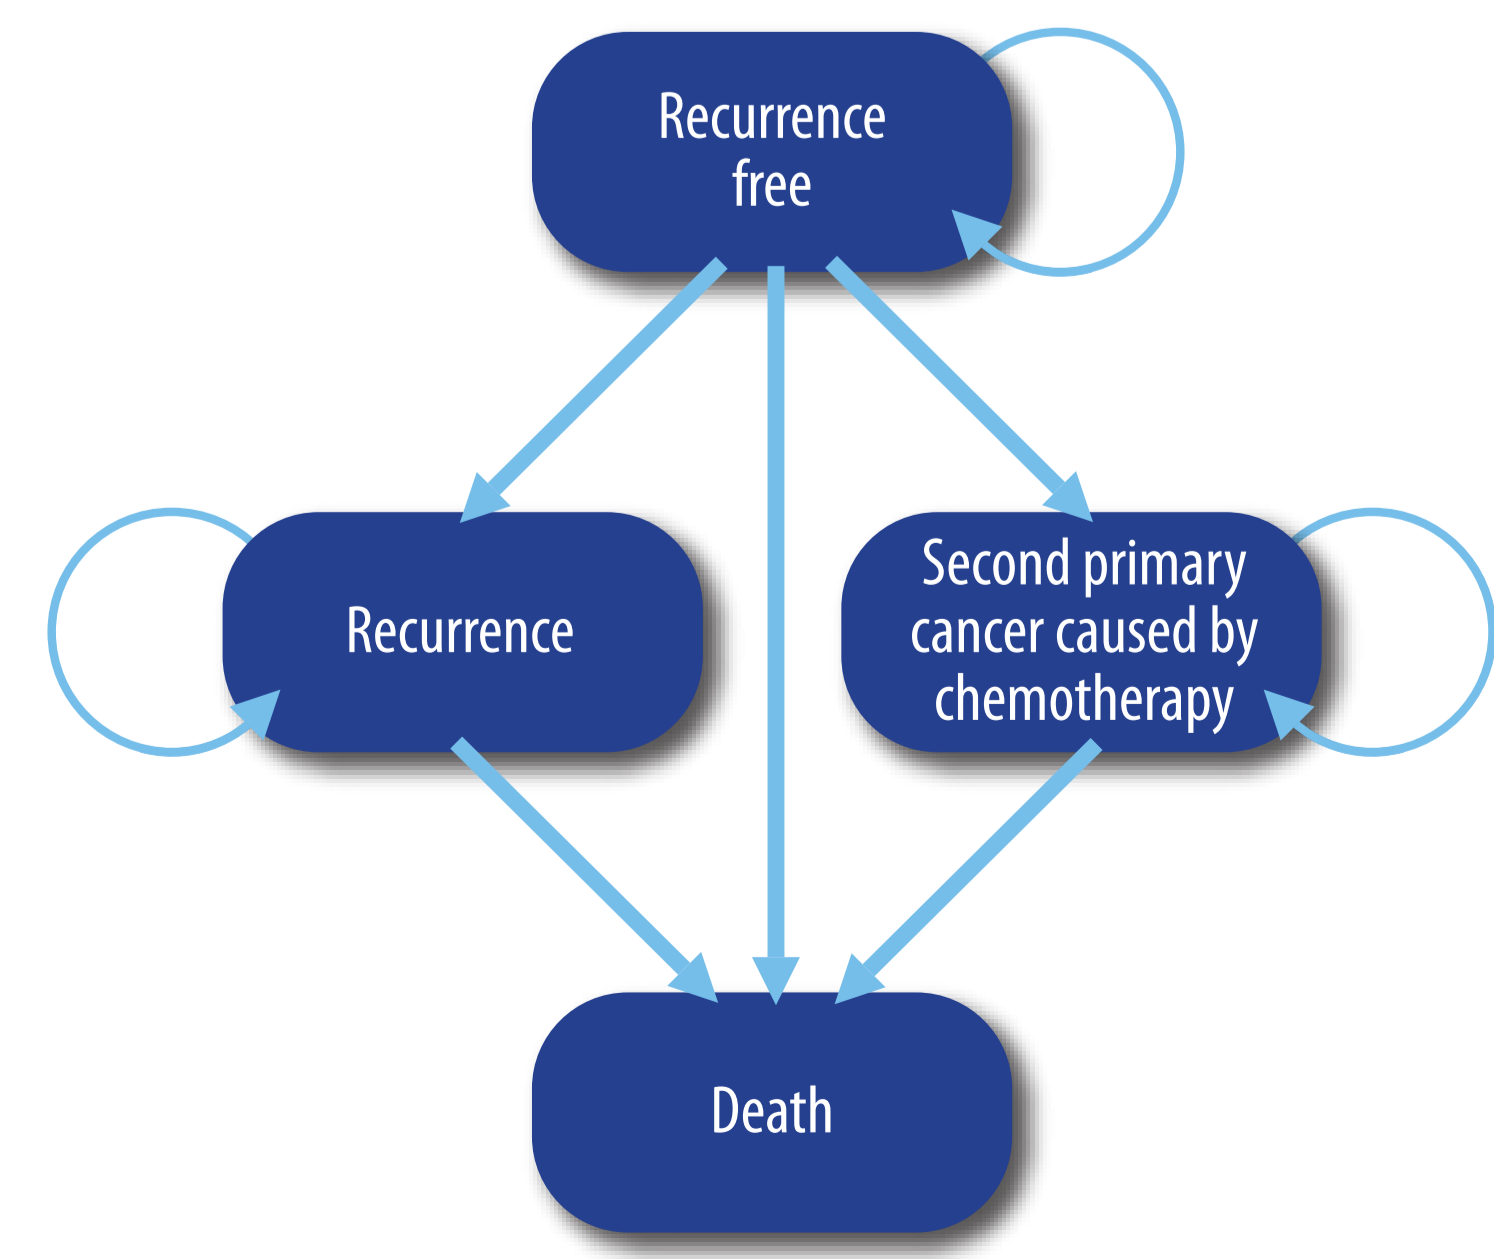 Recurrence
free
Recurrence
Second primary
cancer caused by
chemotherapy
Death